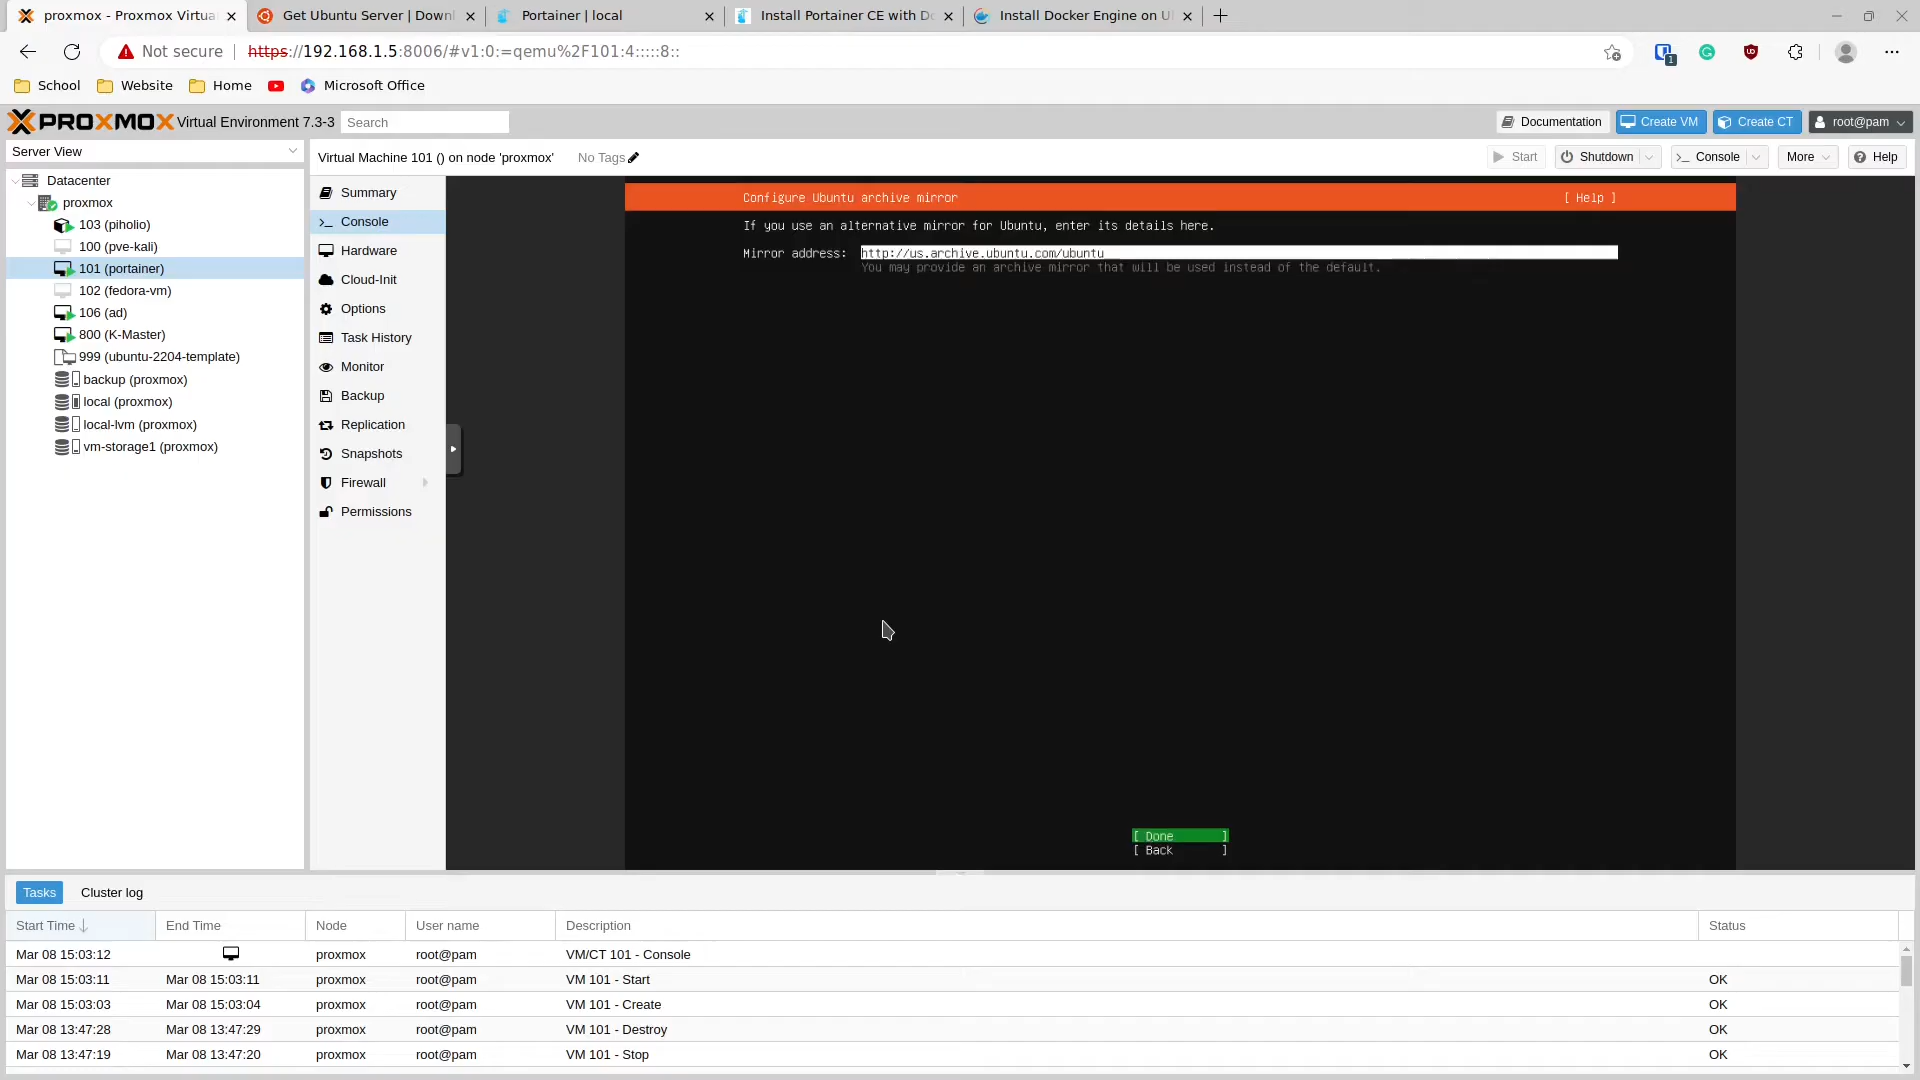 proxmox - Proxmox Virtua
Get Ubuntu Server | Downl
Portainer | local
Install Portainer CE with Do
Install Docker Engine on U
Not secure
https://192.168.1.5:8006/#v1:0:=qemu%2F101:4:::::8::
1
School
Website
Home
Microsoft Office
PROXMOX Virtual Environment 7.3-3
Search
Documentation
Create VM
Create CT
root@pam
Server View
Virtual Machine 101 () on node 'proxmox'
No Tags
Start
Shutdown
Console
More
Help
Datacenter
proxmox
103 (piholio)
100 (pve-kali)
101 (portainer)
102 (fedora-vm)
106 (ad)
800 (K-Master)
999 (ubuntu-2204-template)
backup (proxmox)
local (proxmox)
local-lvm (proxmox)
vm-storage1 (proxmox)
Summary
Console
Hardware
Cloud-Init
Options
Task History
Monitor
Backup
Replication
Snapshots
Firewall
Permissions
Configure Ubuntu archive mirror
[ Help ]
If you use an alternative mirror for Ubuntu, enter its details here.
Mirror address: http://us.archive.ubuntu.com/ubuntu
You may provide an archive mirror that will be used instead of the default.
[ Done ]
[ Back ]
Tasks
Cluster log
Start Time End Time Node User name Description Status
Mar 08 15:03:12 proxmox root@pam VM/CT 101 - Console
Mar 08 15:03:11 Mar 08 15:03:11 proxmox root@pam VM 101 - Start OK
Mar 08 15:03:03 Mar 08 15:03:04 proxmox root@pam VM 101 - Create OK
Mar 08 13:47:28 Mar 08 13:47:29 proxmox root@pam VM 101 - Destroy OK
Mar 08 13:47:19 Mar 08 13:47:20 proxmox root@pam VM 101 - Stop OK